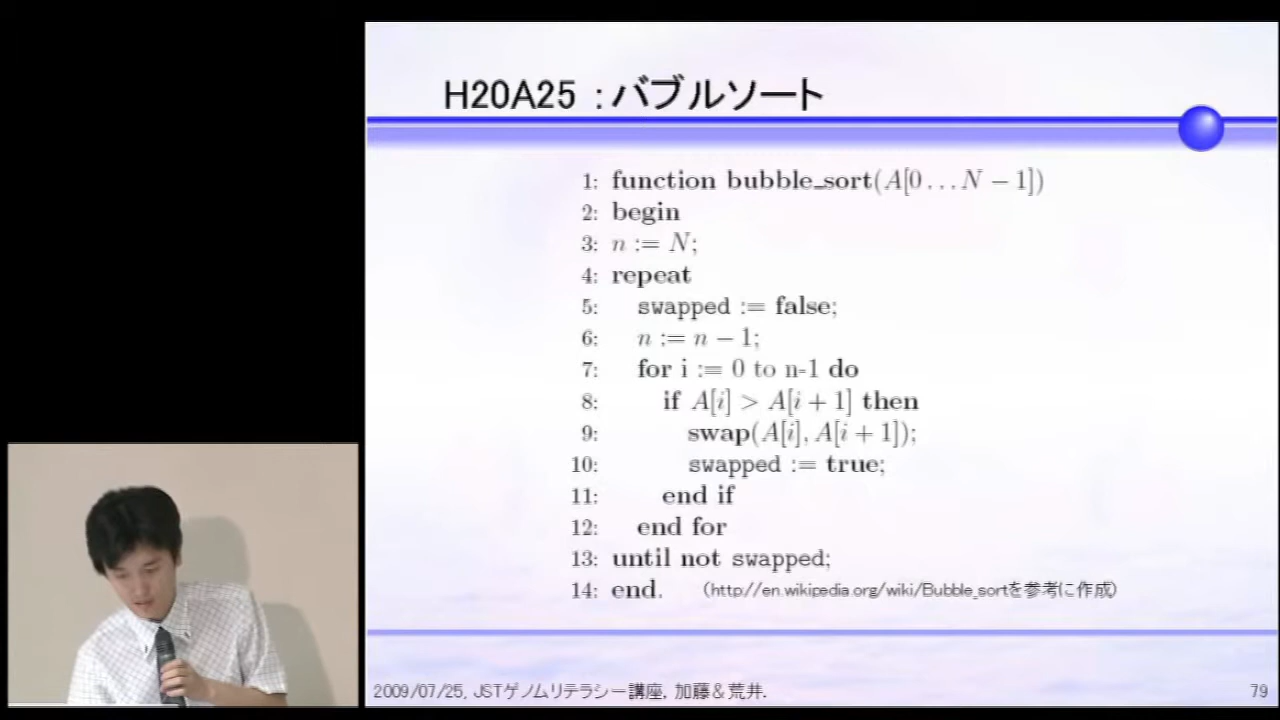 H20A25 : バブルソート
1: function bubble_sort(A[0...N − 1])
2: begin
3: n := N;
4: repeat
5: swapped := false;
6: n := n − 1;
7: for i := 0 to n-1 do
8: if A[i] > A[i + 1] then
9: swap(A[i], A[i + 1]);
10: swapped := true;
11: end if
12: end for
13: until not swapped;
14: end. (http://en.wikipedia.org/wiki/Bubble_sortを参考に作成)
2009/07/25, JSTゲノムリテラシー講座, 加藤&荒井. 79